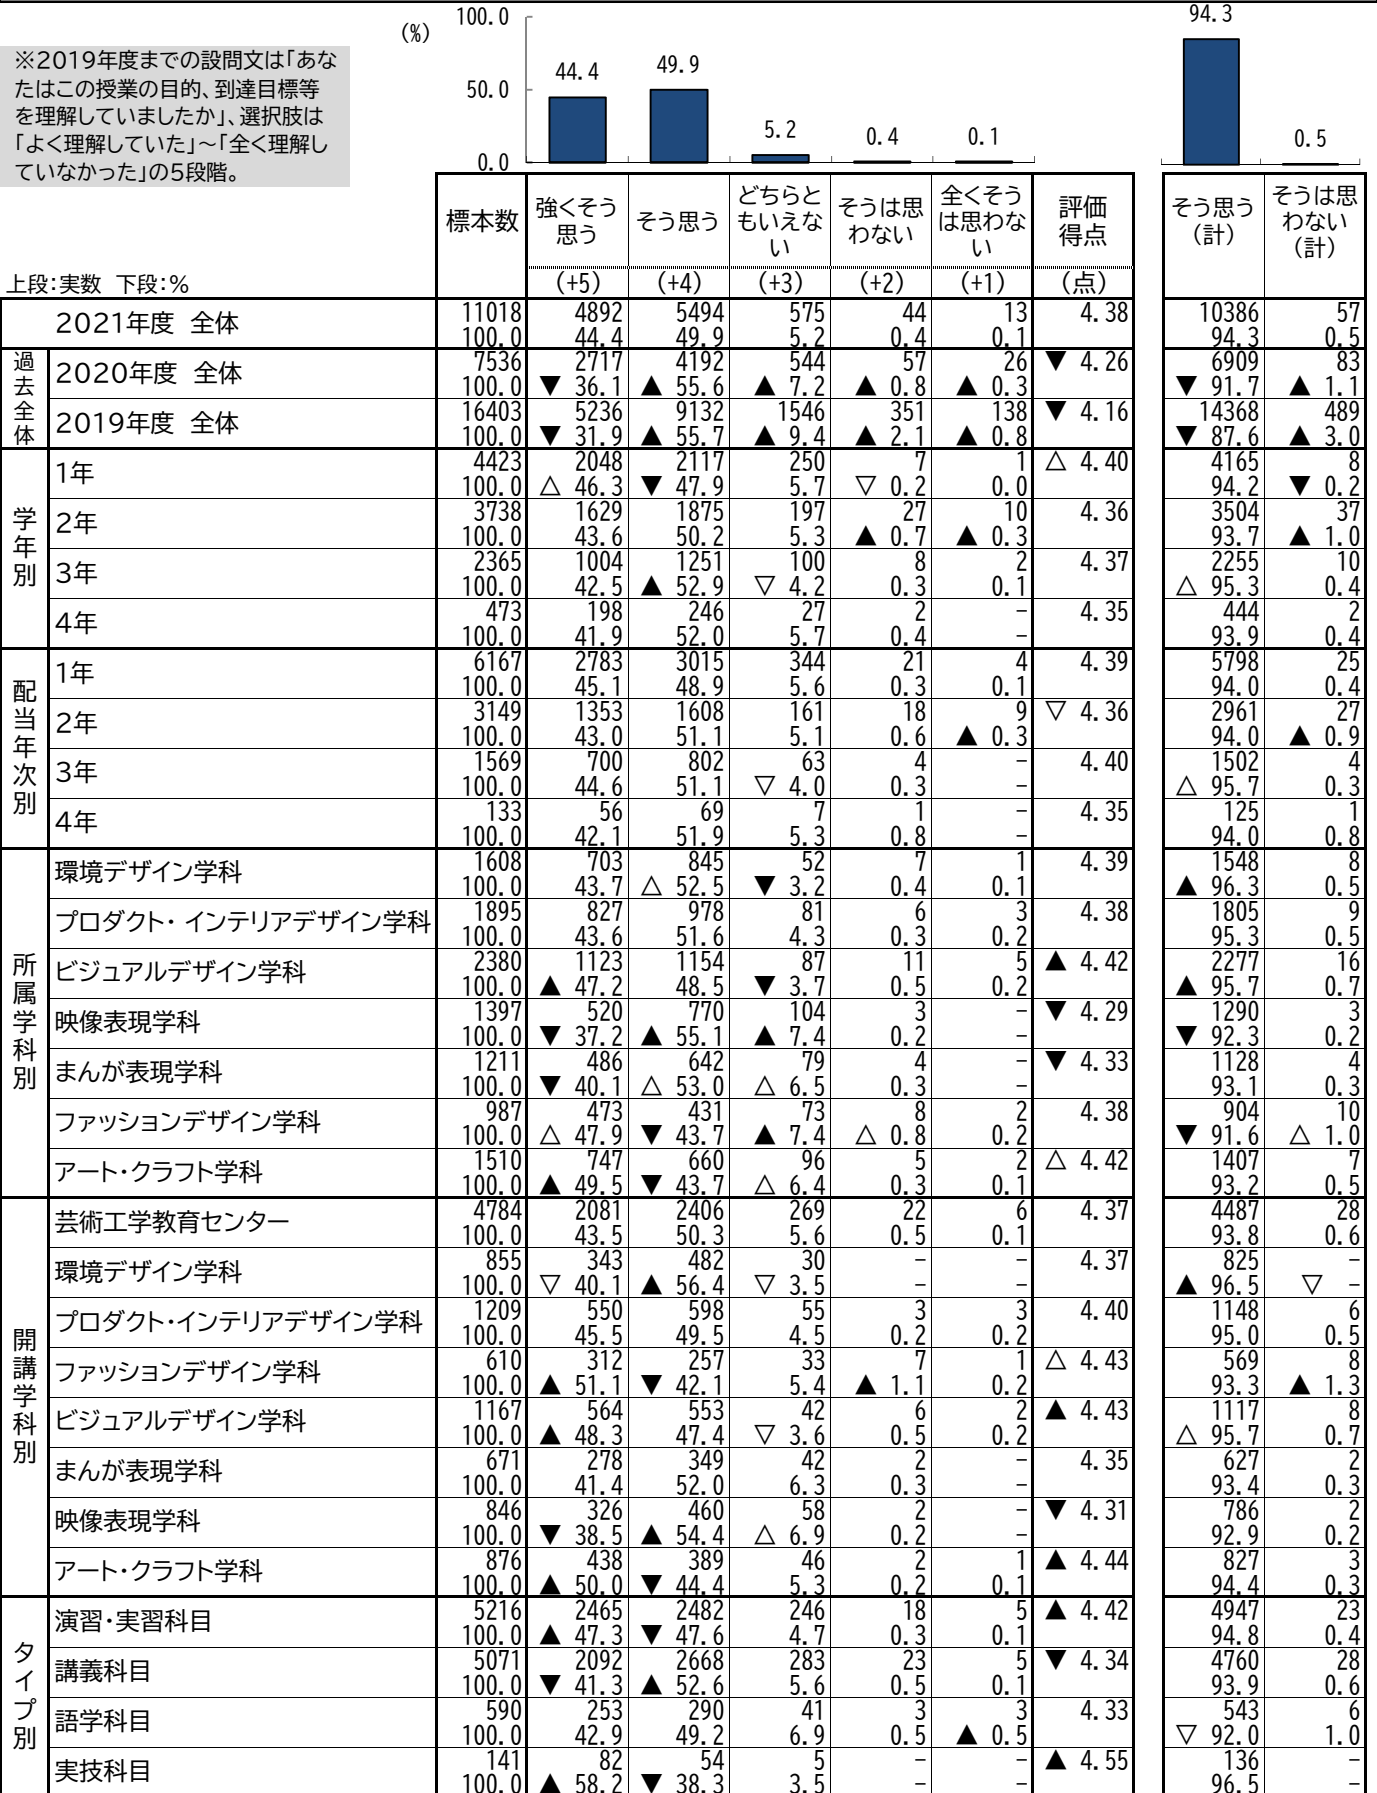 (%)
100.0
50.0
0.0
44.4
49.9
5.2
0.4
0.1
94.3
0.5
※2019年度までの設問文は「あな
たはこの授業の目的、到達目標等
を理解していましたか」、選択肢は
「よく理解していた」～「全く理解し
ていなかった」の5段階。
上段：実数　下段：％
標本数 強くそう思う そう思う どちらともいえない そうは思わない 全くそうは思わない 評価得点 そう思う（計） そうは思わない（計）
(+5) (+4) (+3) (+2) (+1) (点)
2021年度 全体 11018 4892 5494 575 44 13 4.38 10386 57
100.0 44.4 49.9 5.2 0.4 0.1 94.3 0.5
過去全体
2020年度 全体 7536 2717 4192 544 57 26 ▼ 4.26 6909 83
100.0 ▼ 36.1 ▲ 55.6 ▲ 7.2 ▲ 0.8 ▲ 0.3 ▼ 91.7 ▲ 1.1
2019年度 全体 16403 5236 9132 1546 351 138 ▼ 4.16 14368 489
100.0 ▼ 31.9 ▲ 55.7 ▲ 9.4 ▲ 2.1 ▲ 0.8 ▼ 87.6 ▲ 3.0
学年別
1年 4423 2048 2117 250 7 1 △ 4.40 4165 8
100.0 △ 46.3 ▼ 47.9 5.7 ▽ 0.2 0.0 94.2 ▼ 0.2
2年 3738 1629 1875 197 27 10 4.36 3504 37
100.0 43.6 50.2 5.3 ▲ 0.7 ▲ 0.3 93.7 ▲ 1.0
3年 2365 1004 1251 100 8 2 4.37 2255 10
100.0 42.5 ▲ 52.9 ▽ 4.2 0.3 0.1 △ 95.3 0.4
4年 473 198 246 27 2 － 4.35 444 2
100.0 41.9 52.0 5.7 0.4 － 93.9 0.4
配当年次別
1年 6167 2783 3015 344 21 4 4.39 5798 25
100.0 45.1 48.9 5.6 0.3 0.1 94.0 0.4
2年 3149 1353 1608 161 18 9 ▽ 4.36 2961 27
100.0 43.0 51.1 5.1 0.6 ▲ 0.3 94.0 ▲ 0.9
3年 1569 700 802 63 4 － 4.40 1502 4
100.0 44.6 51.1 ▽ 4.0 0.3 － △ 95.7 0.3
4年 133 56 69 7 1 － 4.35 125 1
100.0 42.1 51.9 5.3 0.8 － 94.0 0.8
所属学科別
環境デザイン学科 1608 703 845 52 7 1 4.39 1548 8
100.0 43.7 △ 52.5 ▼ 3.2 0.4 0.1 ▲ 96.3 0.5
プロダクト・インテリアデザイン学科 1895 827 978 81 6 3 4.38 1805 9
100.0 43.6 51.6 4.3 0.3 0.2 95.3 0.5
ビジュアルデザイン学科 2380 1123 1154 87 11 5 ▲ 4.42 2277 16
100.0 ▲ 47.2 48.5 ▼ 3.7 0.5 0.2 ▲ 95.7 0.7
映像表現学科 1397 520 770 104 3 － ▼ 4.29 1290 3
100.0 ▼ 37.2 ▲ 55.1 ▲ 7.4 0.2 － ▼ 92.3 0.2
まんが表現学科 1211 486 642 79 4 － ▼ 4.33 1128 4
100.0 ▼ 40.1 △ 53.0 △ 6.5 0.3 － 93.1 0.3
ファッションデザイン学科 987 473 431 73 8 2 4.38 904 10
100.0 △ 47.9 ▼ 43.7 ▲ 7.4 △ 0.8 0.2 ▼ 91.6 △ 1.0
アート・クラフト学科 1510 747 660 96 5 2 △ 4.42 1407 7
100.0 ▲ 49.5 ▼ 43.7 △ 6.4 0.3 0.1 93.2 0.5
開講学科別
芸術工学教育センター 4784 2081 2406 269 22 6 4.37 4487 28
100.0 43.5 50.3 5.6 0.5 0.1 93.8 0.6
環境デザイン学科 855 343 482 30 － － 4.37 825 －
100.0 ▽ 40.1 ▲ 56.4 ▽ 3.5 － － ▲ 96.5 ▽ －
プロダクト・インテリアデザイン学科 1209 550 598 55 3 3 4.40 1148 6
100.0 45.5 49.5 4.5 0.2 0.2 95.0 0.5
ファッションデザイン学科 610 312 257 33 7 1 △ 4.43 569 8
100.0 ▲ 51.1 ▼ 42.1 5.4 ▲ 1.1 0.2 93.3 ▲ 1.3
ビジュアルデザイン学科 1167 564 553 42 6 2 ▲ 4.43 1117 8
100.0 ▲ 48.3 47.4 ▽ 3.6 0.5 0.2 △ 95.7 0.7
まんが表現学科 671 278 349 42 2 － 4.35 627 2
100.0 41.4 52.0 6.3 0.3 － 93.4 0.3
映像表現学科 846 326 460 58 2 － ▼ 4.31 786 2
100.0 ▼ 38.5 ▲ 54.4 △ 6.9 0.2 － 92.9 0.2
アート・クラフト学科 876 438 389 46 2 1 ▲ 4.44 827 3
100.0 ▲ 50.0 ▼ 44.4 5.3 0.2 0.1 94.4 0.3
タイプ別
演習・実習科目 5216 2465 2482 246 18 5 ▲ 4.42 4947 23
100.0 ▲ 47.3 ▼ 47.6 4.7 0.3 0.1 94.8 0.4
講義科目 5071 2092 2668 283 23 5 ▼ 4.34 4760 28
100.0 ▼ 41.3 ▲ 52.6 5.6 0.5 0.1 93.9 0.6
語学科目 590 253 290 41 3 3 4.33 543 6
100.0 42.9 49.2 6.9 0.5 ▲ 0.5 ▽ 92.0 1.0
実技科目 141 82 54 5 － － ▲ 4.55 136 －
100.0 ▲ 58.2 ▼ 38.3 3.5 － － 96.5 －